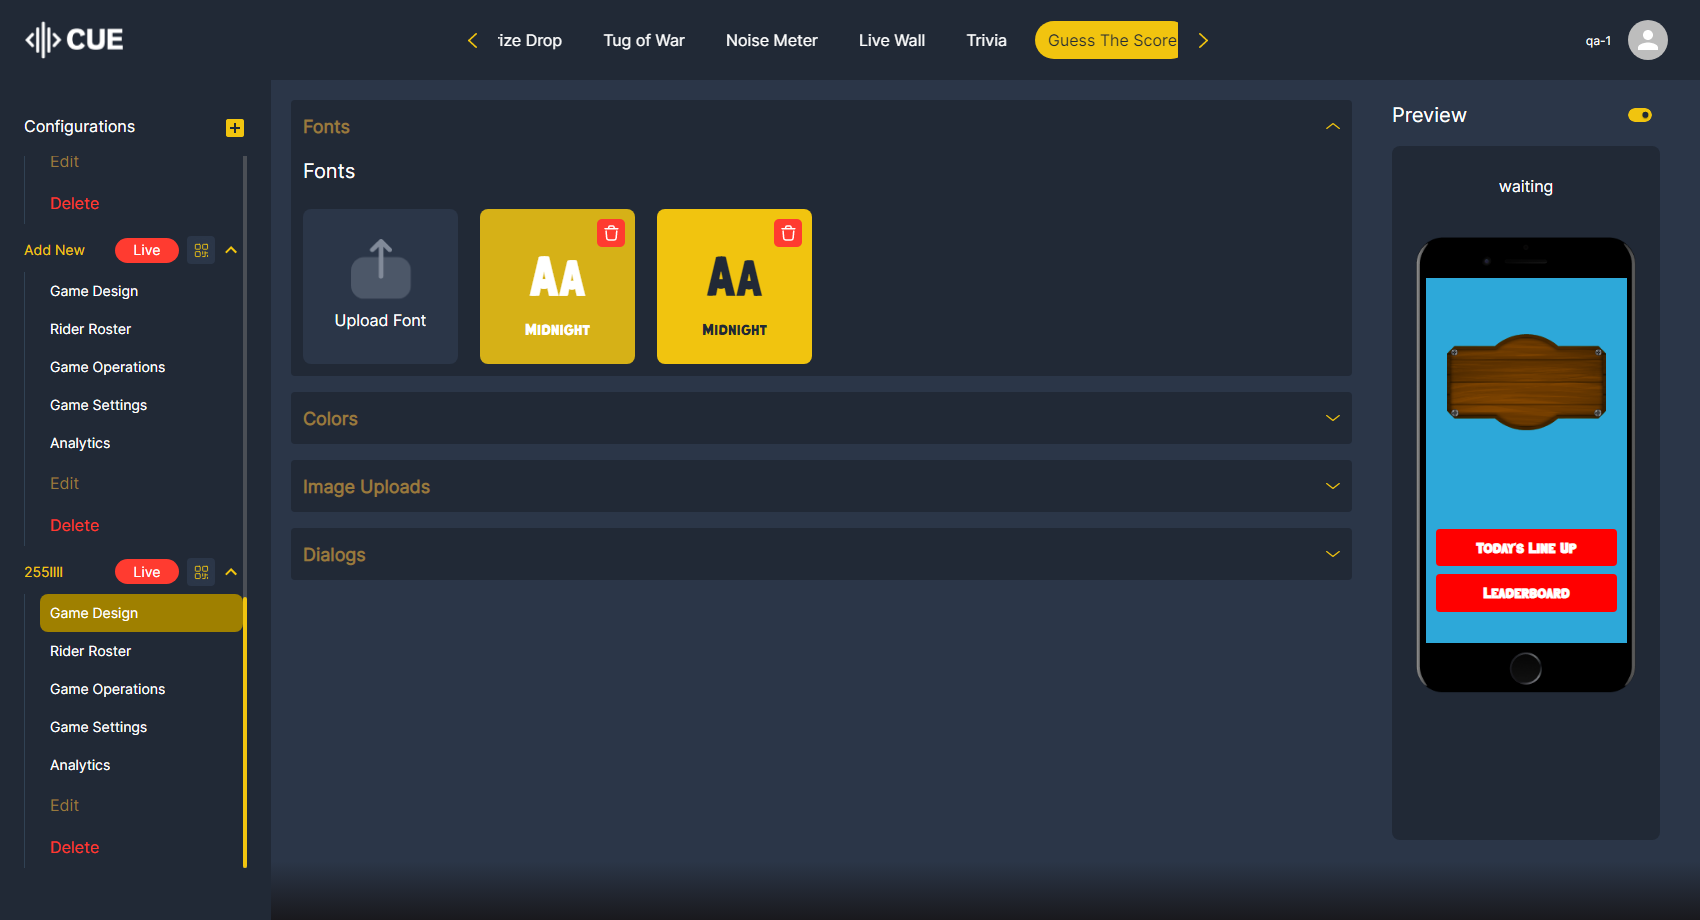 CUE
ize Drop
Tug of War
Noise Meter
Live Wall
Trivia
Guess The Score
qa-1
Configurations
Edit
Delete
Add New
Live
Game Design
Rider Roster
Game Operations
Game Settings
Analytics
Edit
Delete
255llll
Live
Game Design
Rider Roster
Game Operations
Game Settings
Analytics
Edit
Delete
Fonts
Fonts
Upload Font
AA
Midnight
AA
Midnight
Colors
Image Uploads
Dialogs
Preview
waiting
Today's Line Up
Leaderboard